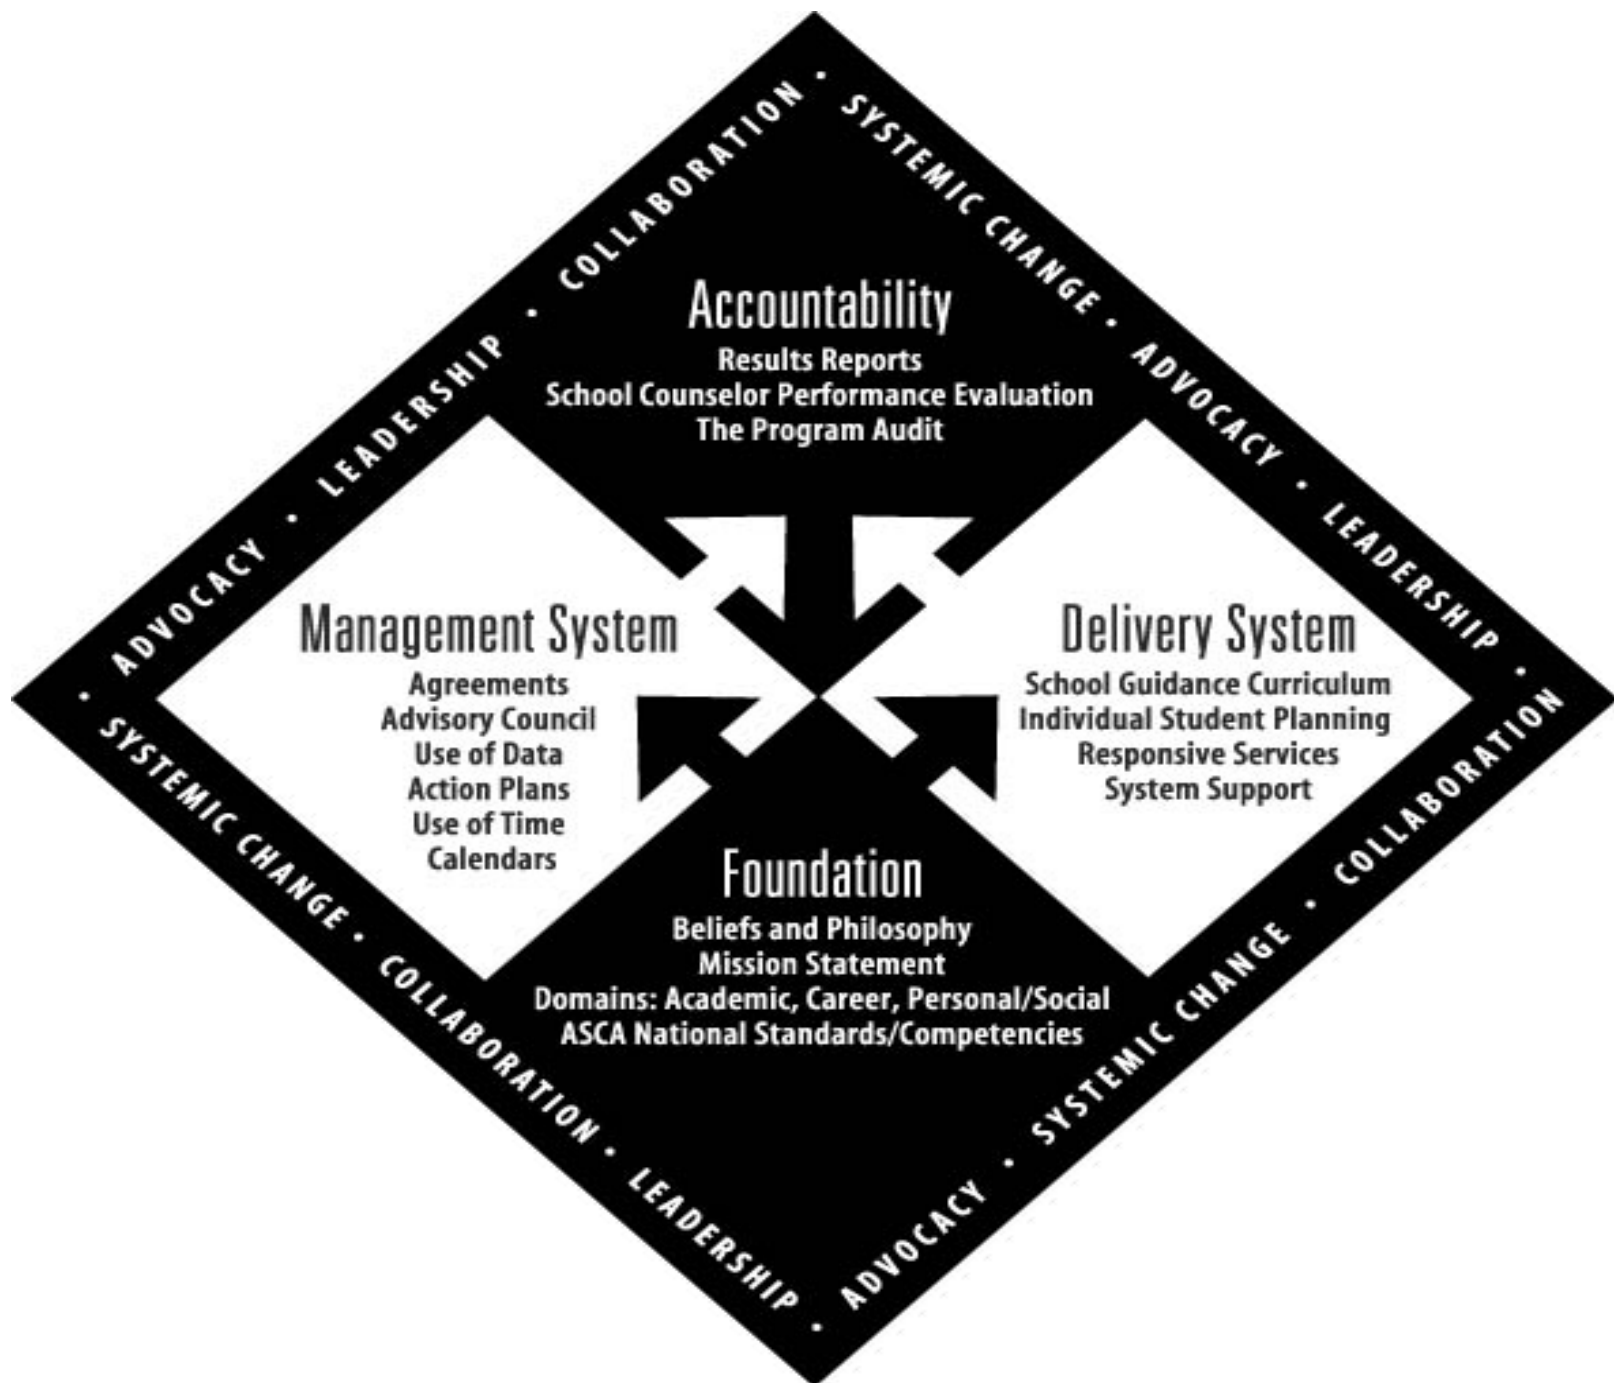 COLLABORATION • SYSTEMIC CHANGE • ADVOCACY • LEADERSHIP •
ADVOCACY • LEADERSHIP •
Accountability
Results Reports
School Counselor Performance Evaluation
The Program Audit
Management System
Agreements
Advisory Council
Use of Data
Action Plans
Use of Time
Calendars
Delivery System
School Guidance Curriculum
Individual Student Planning
Responsive Services
System Support
Foundation
Beliefs and Philosophy
Mission Statement
Domains: Academic, Career, Personal/Social
ASCA National Standards/Competencies
• SYSTEMIC CHANGE • COLLABORATION • LEADERSHIP •
ADVOCACY • SYSTEMIC CHANGE • COLLABORATION